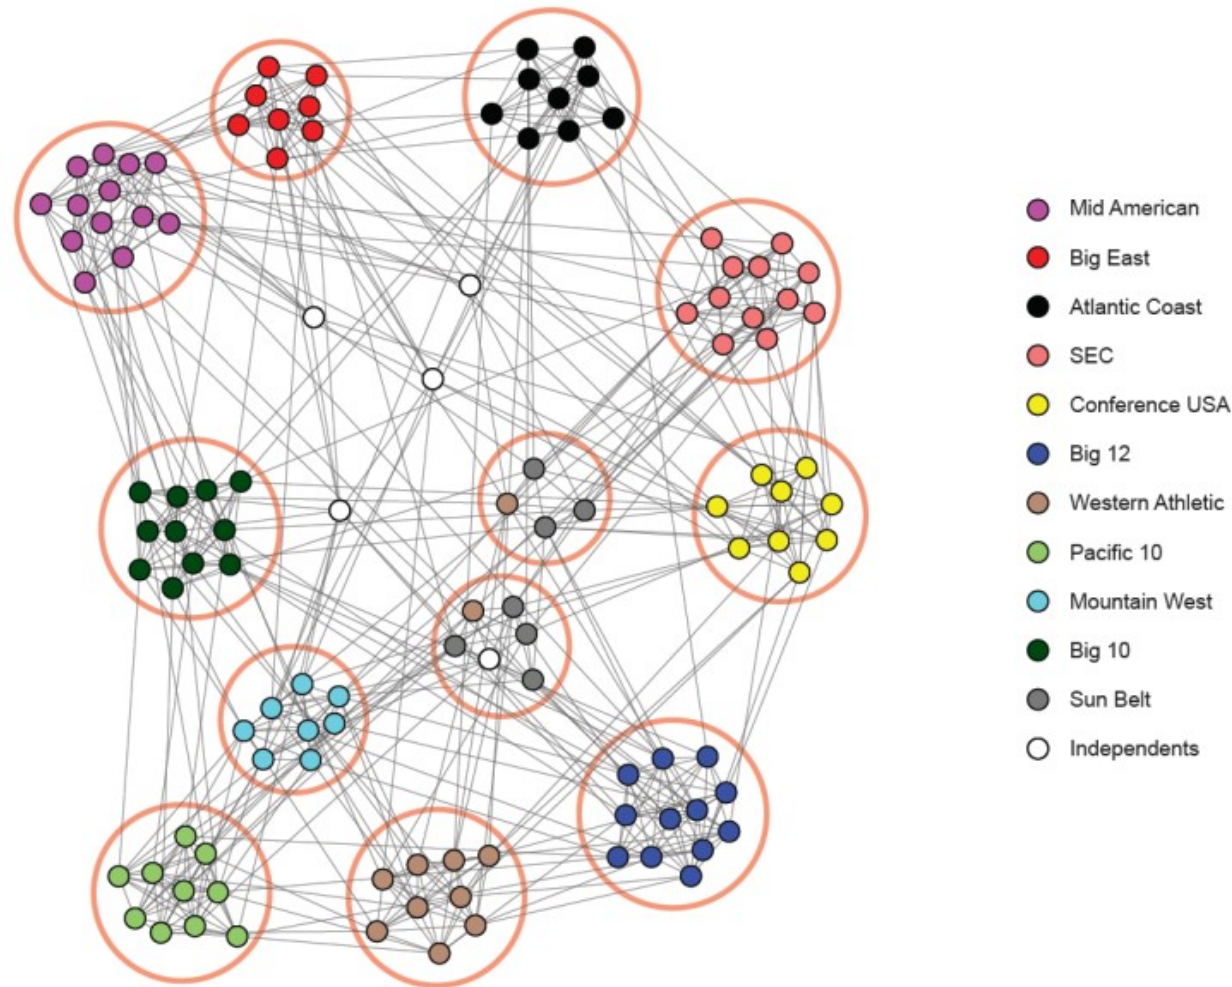 Mid American
Big East
Atlantic Coast
SEC
Conference USA
Big 12
Western Athletic
Pacific 10
Mountain West
Big 10
Sun Belt
Independents